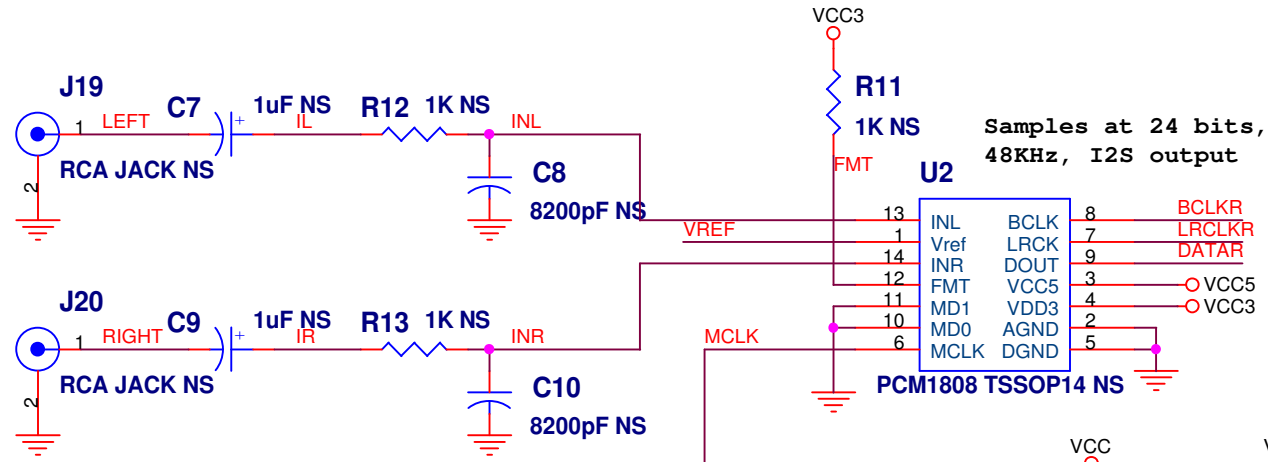 VCC3
J19
C7
1uF NS
R12
1K NS
R11
1K NS
1
LEFT
IL
INL
RCA JACK NS
2
C8
8200pF NS
FMT
Samples at 24 bits,
48KHz, I2S output
U2
VREF
13 INL BCLK 8 BCLKR
1 Vref LRCK 7 LRCLKR
14 INR DOUT 9 DATAR
12 FMT VCC5 3 VCC5
11 MD1 VDD3 4 VCC3
10 MD0 AGND 2
6 MCLK DGND 5
MCLK
PCM1808 TSSOP14 NS
J20
C9
1uF NS
R13
1K NS
1
RIGHT
IR
INR
RCA JACK NS
2
C10
8200pF NS
VCC